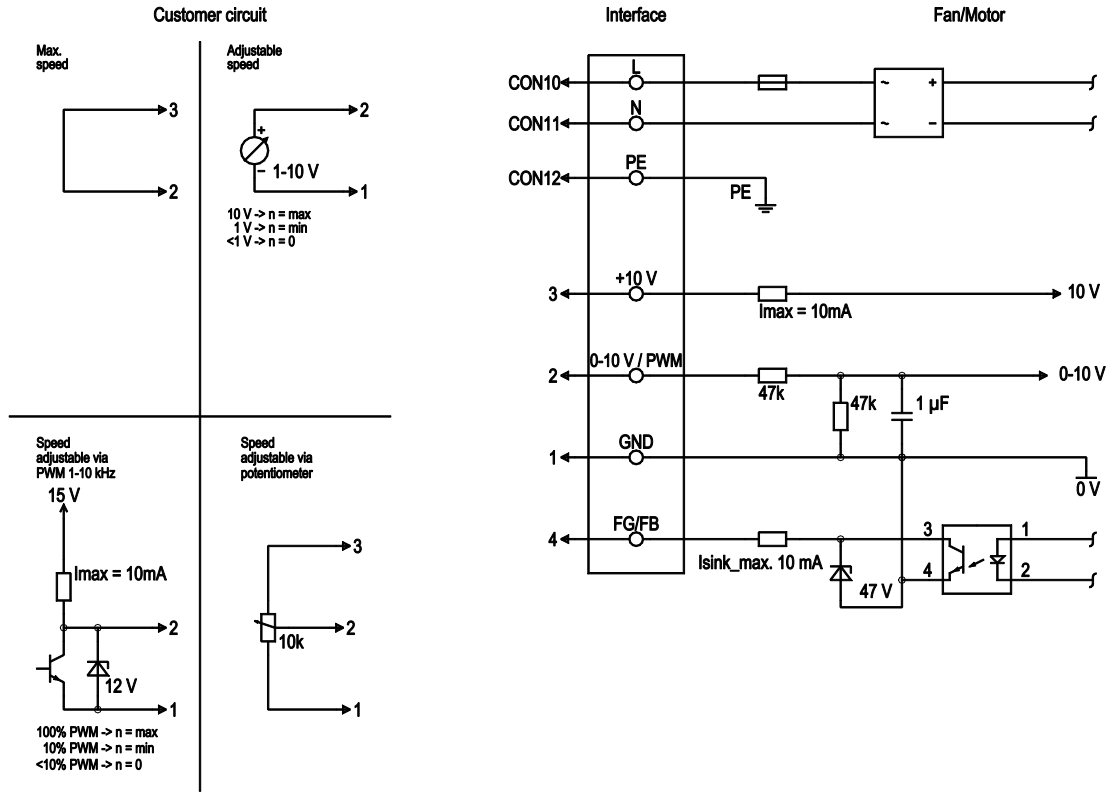 Customer circuit
Interface
Fan/Motor
Max.
speed
3
2
Adjustable
speed
2
+
−
1-10 V
1
10 V -> n = max
1 V -> n = min
<1 V -> n = 0
Speed
adjustable via
PWM 1-10 kHz
15 V
Imax = 10mA
2
12 V
1
100% PWM -> n = max
10% PWM -> n = min
<10% PWM -> n = 0
Speed
adjustable via
potentiometer
3
2
10k
1
L
CON10
~ +
N
CON11
~ −
PE
CON12
PE
+10 V
3
10 V
Imax = 10mA
0-10 V / PWM
2
0-10 V
47k
47k
1 µF
GND
1
0 V
FG/FB
4
3
1
Isink_max. 10 mA
4
2
47 V